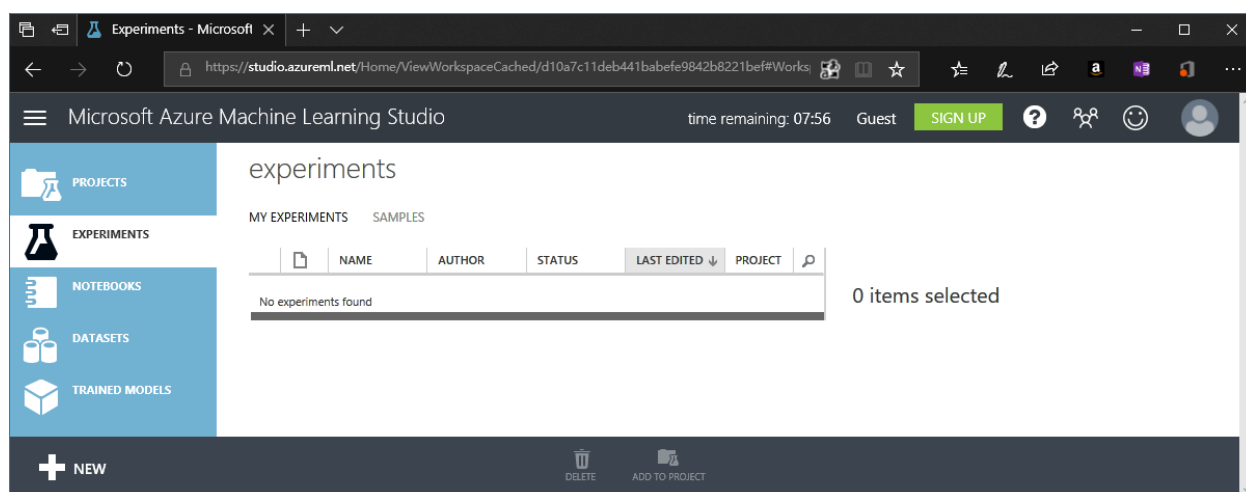 Experiments - Microsoft
https://studio.azureml.net/Home/ViewWorkspaceCached/d10a7c11deb441babefe9842b8221bef#Works
a
N
Microsoft Azure Machine Learning Studio
time remaining: 07:56
Guest
SIGN UP
?
PROJECTS
EXPERIMENTS
NOTEBOOKS
DATASETS
TRAINED MODELS
experiments
MY EXPERIMENTS SAMPLES
NAME AUTHOR STATUS LAST EDITED PROJECT
No experiments found
0 items selected
NEW
DELETE
ADD TO PROJECT